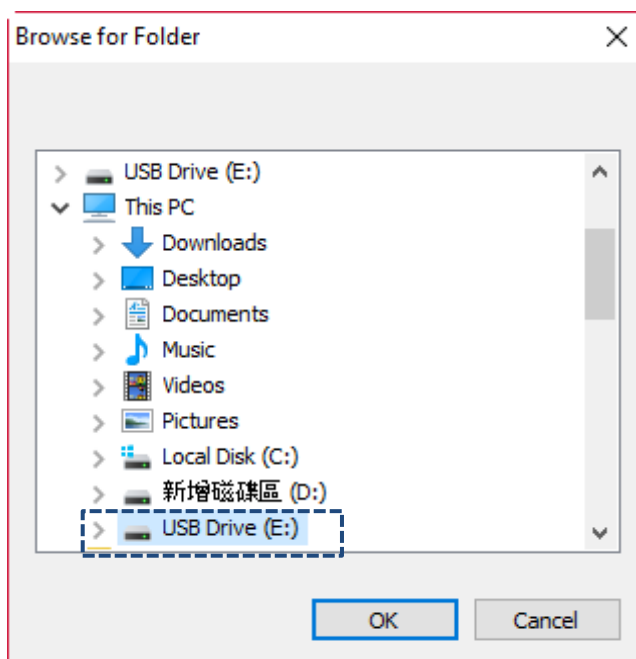 Browse for Folder
USB Drive (E:)
This PC
Downloads
Desktop
Documents
Music
Videos
Pictures
Local Disk (C:)
新增磁碟區 (D:)
USB Drive (E:)
OK
Cancel